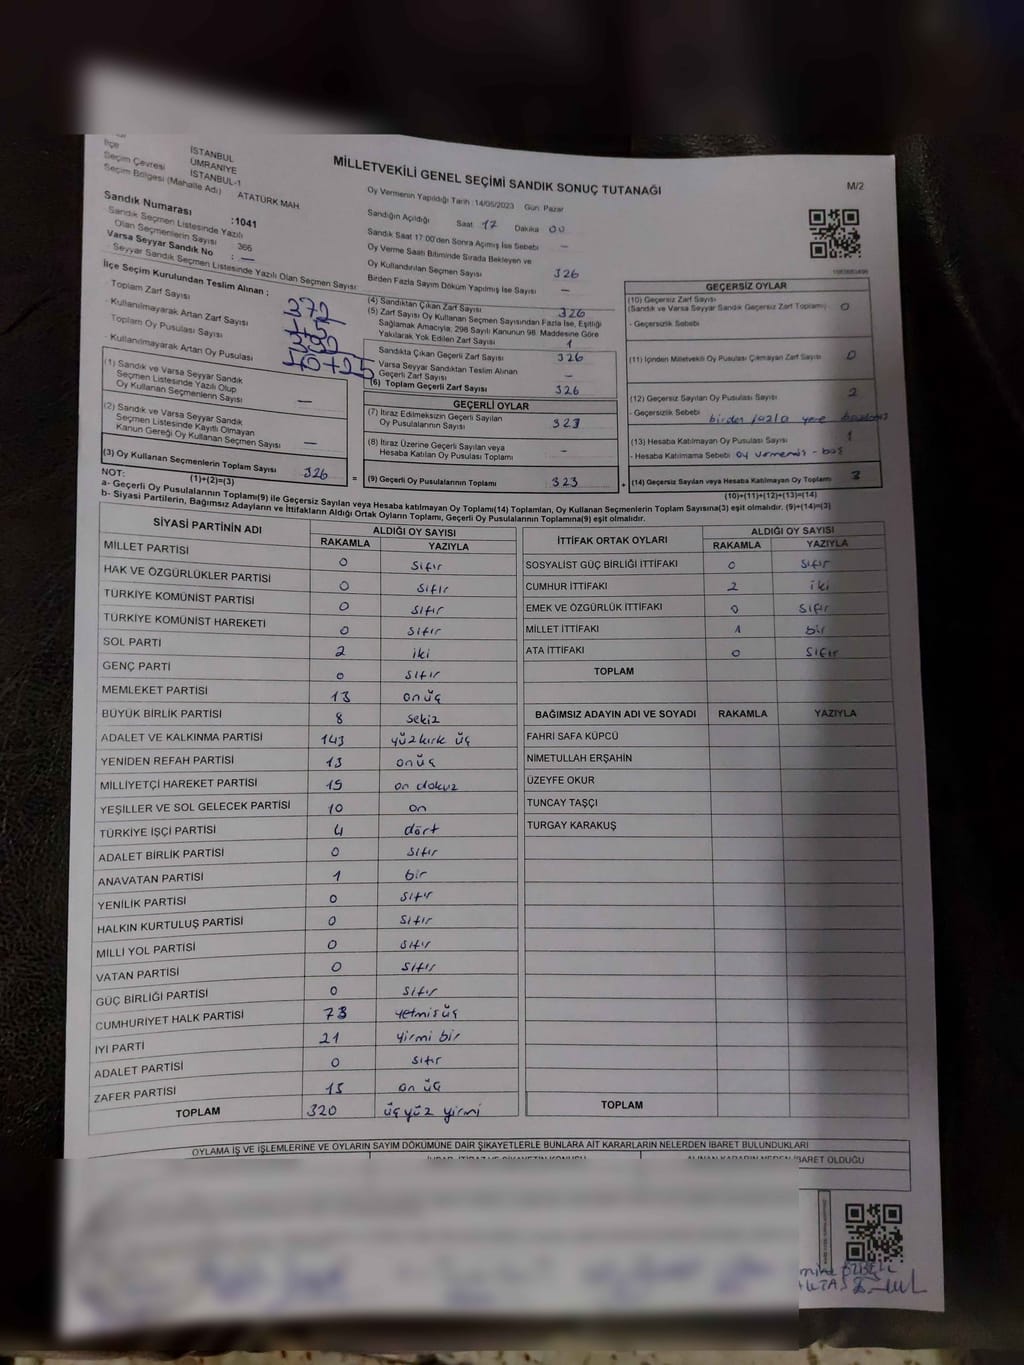 İlçe
İSTANBUL
ÜMRANİYE
Seçim Çevresi İSTANBUL-1
Seçim Bölgesi (Mahalle Adı) ATATÜRK MAH.
MİLLETVEKİLİ GENEL SEÇİMİ SANDIK SONUÇ TUTANAĞI
M/2
Sandık Numarası :1041
Sandık Seçmen Listesinde Yazılı
Olan Seçmenlerin Sayısı 366
Varsa Seyyar Sandık No : —
Seyyar Sandık Seçmen Listesinde Yazılı Olan Seçmen Sayısı
Oy Vermenin Yapıldığı Tarih : 14/05/2023 Gün: Pazar
Sandığın Açıldığı Saat 17 Dakika 00
Sandık Saat 17.00'den Sonra Açımış İse Sebebi —
Oy Verme Saati Bitiminde Sırada Bekleyen ve
Oy Kullandırılan Seçmen Sayısı 326
Birden Fazla Sayım Döküm Yapılmış İse Sayısı —
İlçe Seçim Kurulundan Teslim Alınan :
Toplam Zarf Sayısı 372
Kullanılmayarak Artan Zarf Sayısı
Toplam Oy Pusulası Sayısı
Kullanılmayarak Artan Oy Pusulası
(1) Sandık ve Varsa Seyyar Sandık
Seçmen Listesinde Yazılı Olup
Oy Kullanan Seçmenlerin Sayısı —
(2) Sandık ve Varsa Seyyar Sandık
Seçmen Listesinde Kayıtlı Olmayan
Kanun Gereği Oy Kullanan Seçmen Sayısı —
(3) Oy Kullanan Seçmenlerin Toplam Sayısı 326
(1)+(2)=(3)
(4) Sandıktan Çıkan Zarf Sayısı 326
(5) Zarf Sayısı Oy Kullanan Seçmen Sayısından Fazla İse, Eşitliği
Sağlamak Amacıyla, 298 Sayılı Kanunun 98. Maddesine Göre
Yakılarak Yok Edilen Zarf Sayısı 1
Sandıkta Çıkan Geçerli Zarf Sayısı 326
Varsa Seyyar Sandıktan Teslim Alınan
Geçerli Zarf Sayısı —
(6) Toplam Geçerli Zarf Sayısı 326
GEÇERLİ OYLAR
(7) İtiraz Edilmeksizin Geçerli Sayılan
Oy Pusulalarının Sayısı 323
(8) İtiraz Üzerine Geçerli Sayılan veya
Hesaba Katılan Oy Pusulası Toplamı —
= (9) Geçerli Oy Pusulalarının Toplamı 323
GEÇERSİZ OYLAR
(10) Geçersiz Zarf Sayısı
(Sandık ve Varsa Seyyar Sandık Geçersiz Zarf Toplamı) 0
- Geçersizlik Sebebi
(11) İçinden Milletvekili Oy Pusulası Çıkmayan Zarf Sayısı 0
(12) Geçersiz Sayılan Oy Pusulası Sayısı 2
- Geçersizlik Sebebi birden fazla yere
(13) Hesaba Katılmayan Oy Pusulası Sayısı 1
- Hesaba Katılmama Sebebi oy vermemiş - boş
+ (14) Geçersiz Sayılan veya Hesaba Katılmayan Oy Toplamı 3
(10)+(11)+(12)+(13)=(14)
NOT:
a- Geçerli Oy Pusulalarının Toplamı(9) ile Geçersiz Sayılan veya Hesaba katılmayan Oy Toplamı(14) Toplamları, Oy Kullanan Seçmenlerin Toplam Sayısına(3) eşit olmalıdır. (9)+(14)=(3)
b- Siyasi Partilerin, Bağımsız Adayların ve İttifakların Aldığı Ortak Oyların Toplamı, Geçerli Oy Pusulalarının Toplamına(9) eşit olmalıdır.
SİYASİ PARTİNİN ADI ALDIĞI OY SAYISI
RAKAMLA YAZIYLA
MİLLET PARTİSİ 0 sıfır
HAK VE ÖZGÜRLÜKLER PARTİSİ 0 sıfır
TÜRKİYE KOMÜNİST PARTİSİ 0 sıfır
TÜRKİYE KOMÜNİST HAREKETİ 0 sıfır
SOL PARTİ 2 iki
GENÇ PARTİ 0 sıfır
MEMLEKET PARTİSİ 13 onüç
BÜYÜK BİRLİK PARTİSİ 8 sekiz
ADALET VE KALKINMA PARTİSİ 143 yüzkırk üç
YENİDEN REFAH PARTİSİ 13 onüç
MİLLİYETÇİ HAREKET PARTİSİ 19 on dokuz
YEŞİLLER VE SOL GELECEK PARTİSİ 10 on
TÜRKİYE İŞÇİ PARTİSİ 4 dört
ADALET BİRLİK PARTİSİ 0 sıfır
ANAVATAN PARTİSİ 1 bir
YENİLİK PARTİSİ 0 sıfır
HALKIN KURTULUŞ PARTİSİ 0 sıfır
MİLLİ YOL PARTİSİ 0 sıfır
VATAN PARTİSİ 0 sıfır
GÜÇ BİRLİĞİ PARTİSİ 0 sıfır
CUMHURİYET HALK PARTİSİ 73 yetmişüç
İYİ PARTİ 21 yirmi bir
ADALET PARTİSİ 0 sıfır
ZAFER PARTİSİ 13 on üç
TOPLAM 320 üçyüz yirmi
İTTİFAK ORTAK OYLARI ALDIĞI OY SAYISI
RAKAMLA YAZIYLA
SOSYALİST GÜÇ BİRLİĞİ İTTİFAKI 0 sıfır
CUMHUR İTTİFAKI 2 iki
EMEK VE ÖZGÜRLÜK İTTİFAKI 0 sıfır
MİLLET İTTİFAKI 1 bir
ATA İTTİFAKI 0 sıfır
TOPLAM
BAĞIMSIZ ADAYIN ADI VE SOYADI RAKAMLA YAZIYLA
FAHRİ SAFA KÜPCÜ
NİMETULLAH ERŞAHİN
ÜZEYFE OKUR
TUNCAY TAŞÇI
TURGAY KARAKUŞ
TOPLAM
OYLAMA İŞ VE İŞLEMLERİNE VE OYLARIN SAYIM DÖKÜMÜNE DAİR ŞİKAYETLERLE BUNLARA AİT KARARLARIN NELERDEN İBARET BULUNDUKLARI